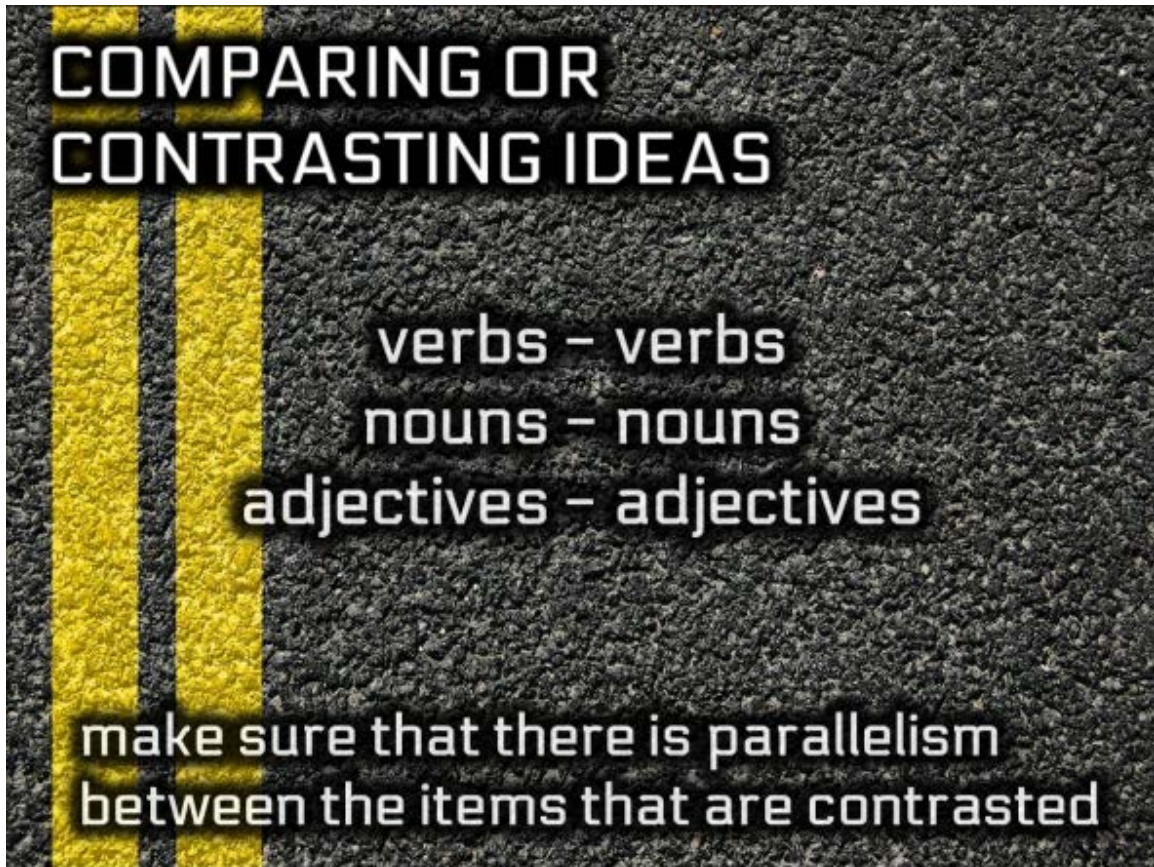 COMPARING OR
CONTRASTING IDEAS
verbs – verbs
nouns – nouns
adjectives – adjectives
make sure that there is parallelism
between the items that are contrasted